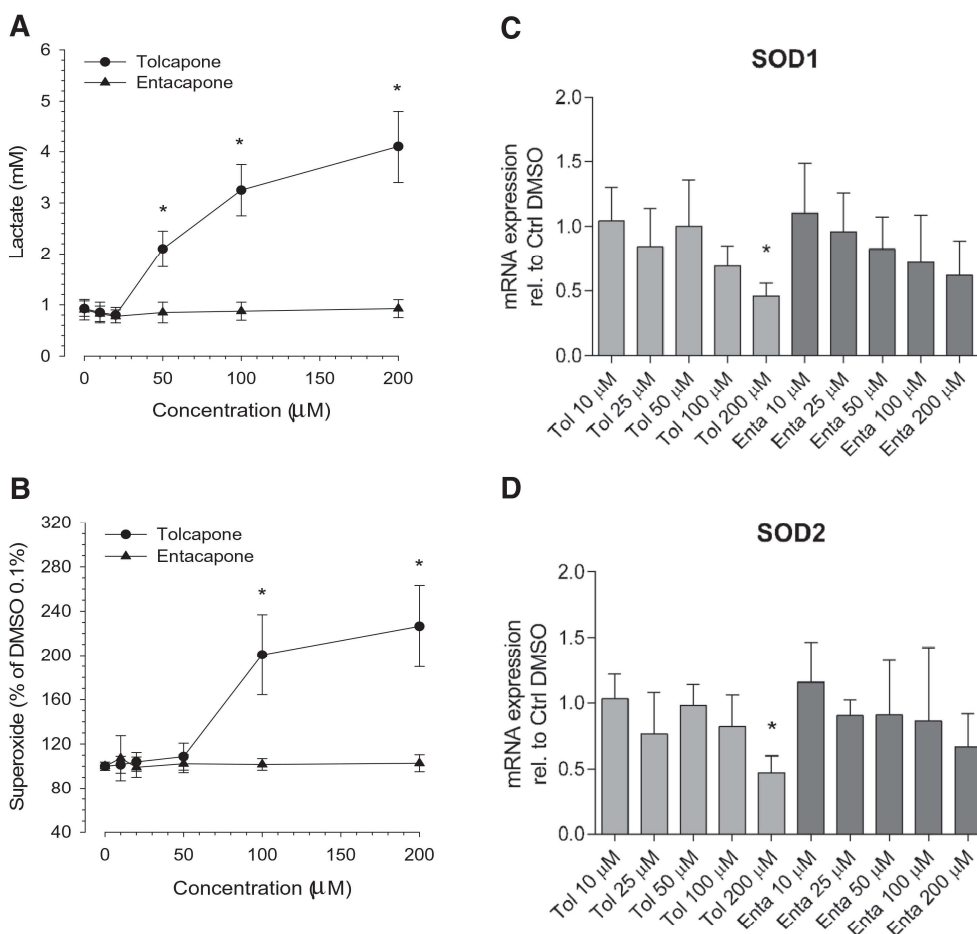 A
Tolcapone
Entacapone
6
5
4
3
2
1
0
Lactate (mM)
*
*
*
0 50 100 150 200
Concentration (μM)
B
320
280
240
200
160
120
80
40
Superoxide (% of DMSO 0.1%)
Tolcapone
Entacapone
*
*
0 50 100 150 200
Concentration (μM)
C
SOD1
2.0
1.5
1.0
0.5
0.0
mRNA expression
rel. to Ctrl DMSO
*
Tol 10 μM
Tol 25 μM
Tol 50 μM
Tol 100 μM
Tol 200 μM
Enta 10 μM
Enta 25 μM
Enta 50 μM
Enta 100 μM
Enta 200 μM
D
SOD2
2.0
1.5
1.0
0.5
0.0
mRNA expression
rel. to Ctrl DMSO
*
Tol 10 μM
Tol 25 μM
Tol 50 μM
Tol 100 μM
Tol 200 μM
Enta 10 μM
Enta 25 μM
Enta 50 μM
Enta 100 μM
Enta 200 μM